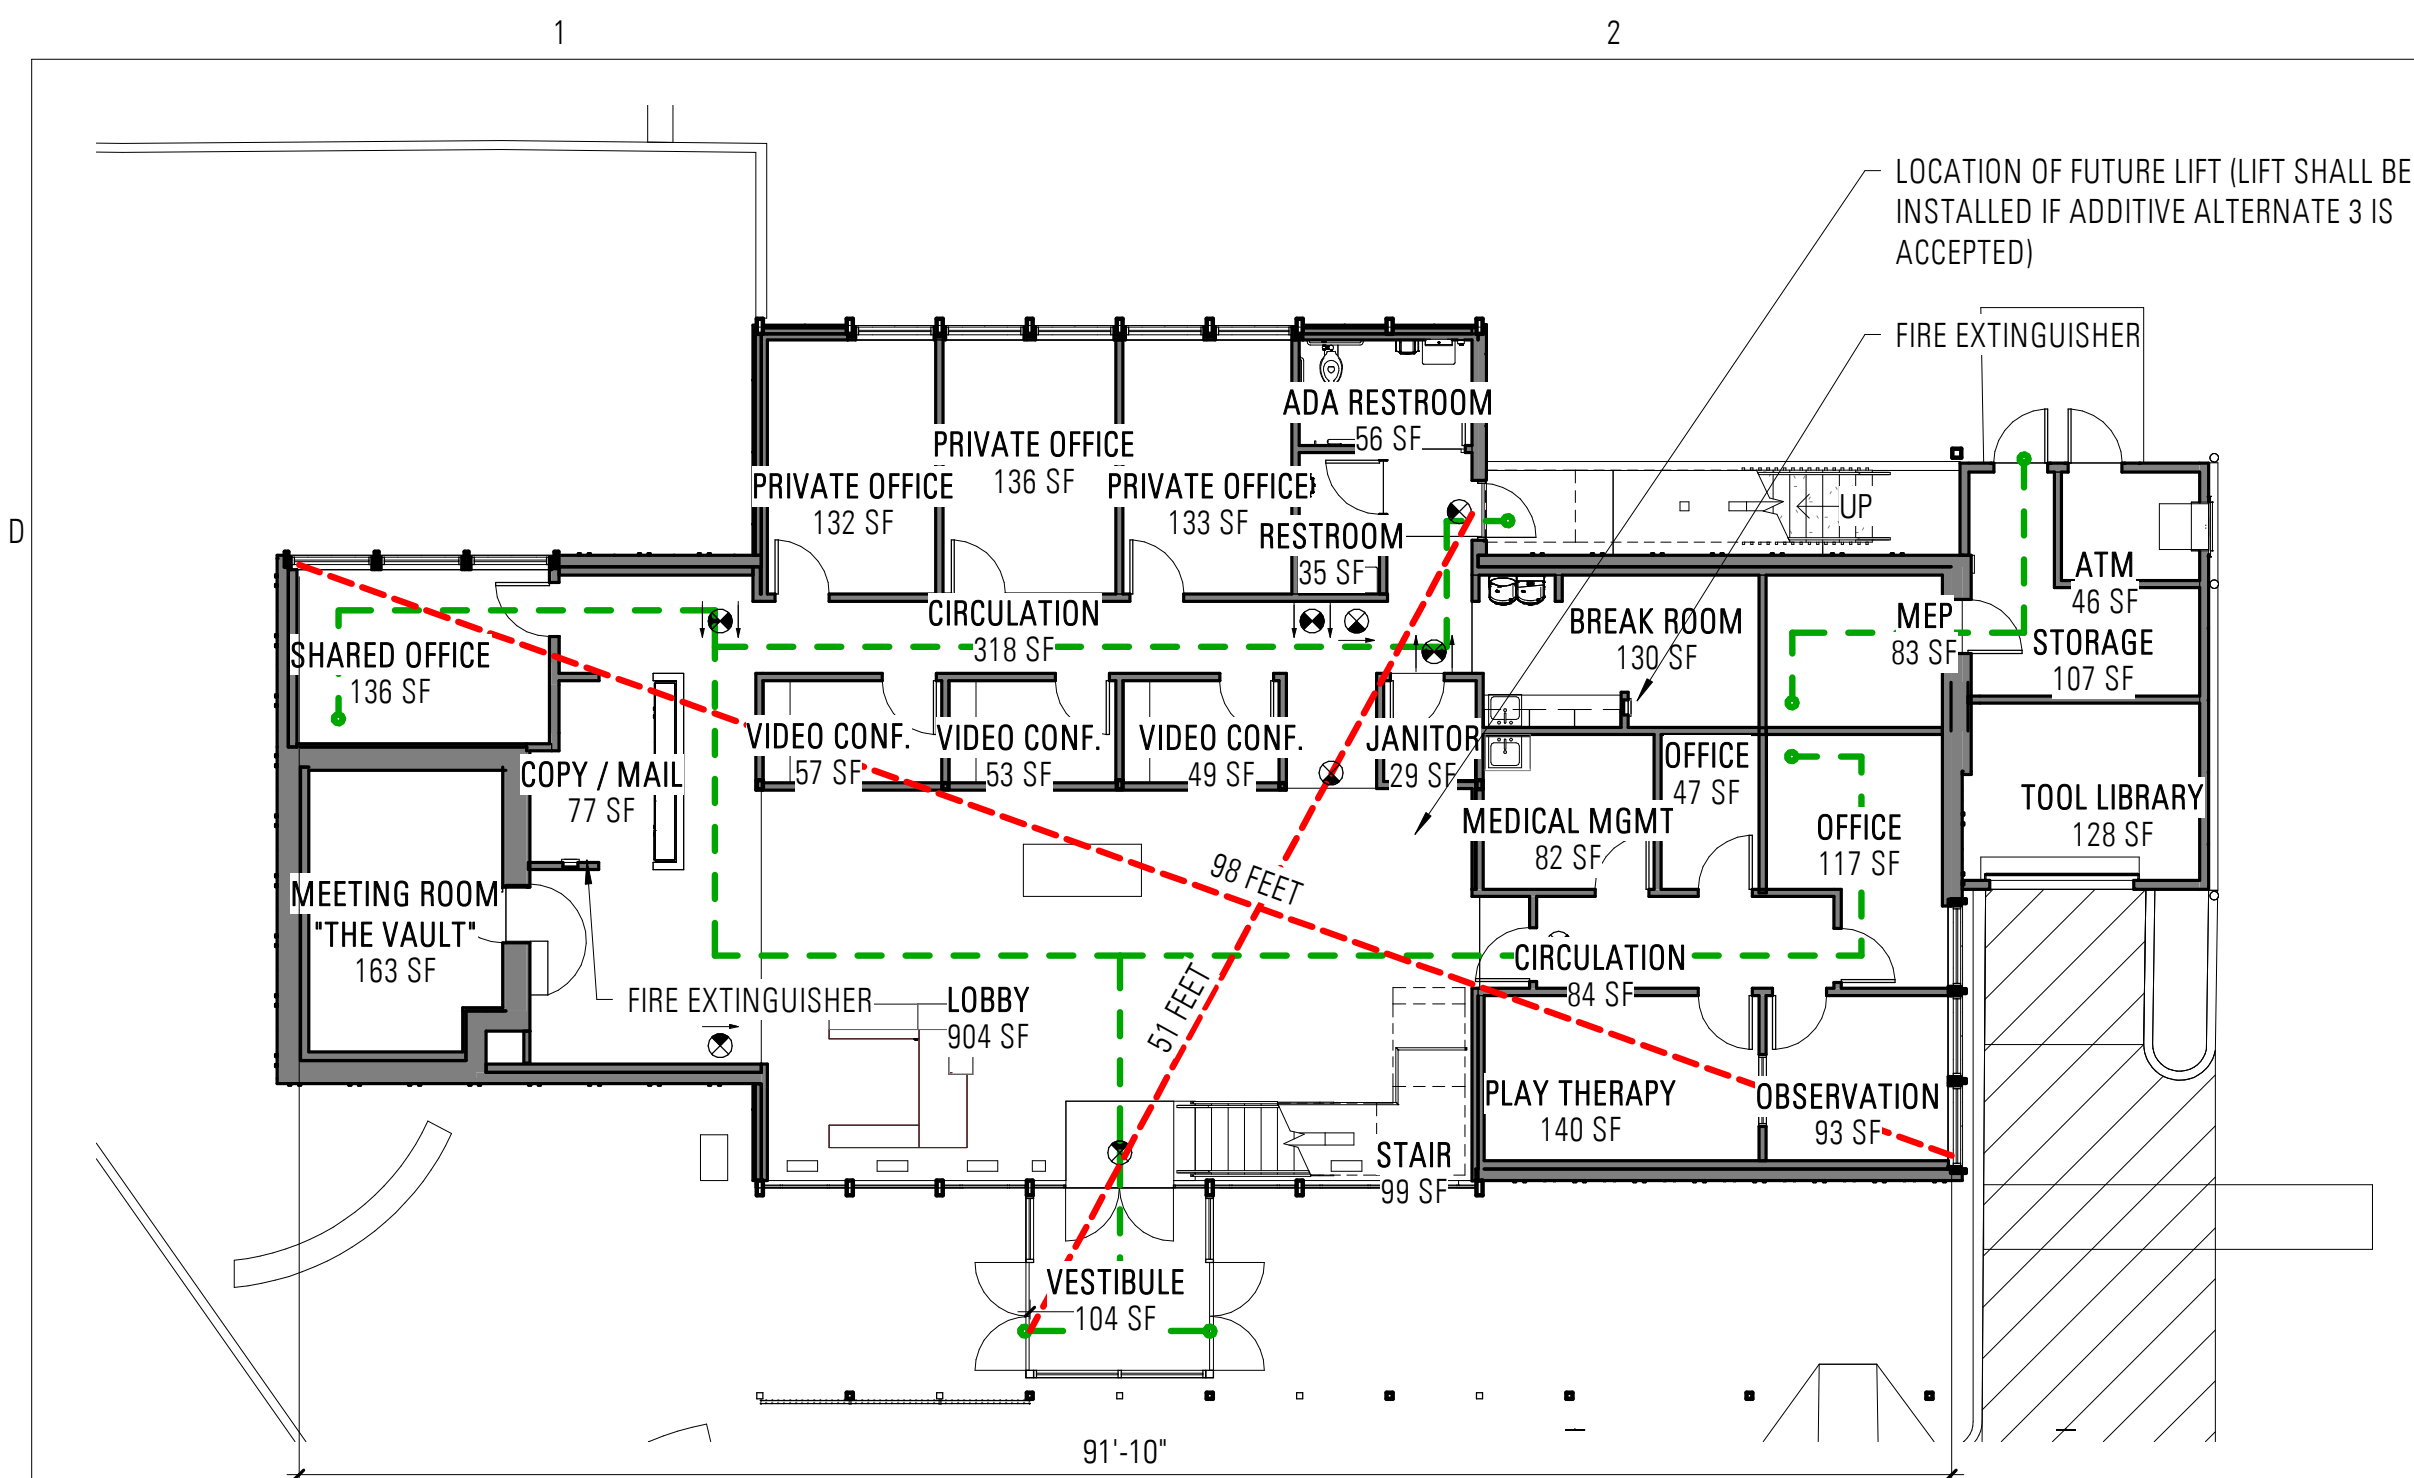 1
2
LOCATION OF FUTURE LIFT (LIFT SHALL BE
INSTALLED IF ADDITIVE ALTERNATE 3 IS
ACCEPTED)
FIRE EXTINGUISHER
D
ADA RESTROOM
56 SF
PRIVATE OFFICE
136 SF
PRIVATE OFFICE
132 SF
PRIVATE OFFICE
133 SF
RESTROOM
35 SF
UP
ATM
46 SF
CIRCULATION
318 SF
BREAK ROOM
130 SF
MEP
83 SF
STORAGE
107 SF
SHARED OFFICE
136 SF
VIDEO CONF.
57 SF
VIDEO CONF.
53 SF
VIDEO CONF.
49 SF
JANITOR
29 SF
OFFICE
47 SF
COPY / MAIL
77 SF
MEDICAL MGMT
82 SF
OFFICE
117 SF
TOOL LIBRARY
128 SF
98 FEET
MEETING ROOM
"THE VAULT"
163 SF
FIRE EXTINGUISHER
LOBBY
904 SF
51 FEET
CIRCULATION
84 SF
PLAY THERAPY
140 SF
OBSERVATION
93 SF
STAIR
99 SF
VESTIBULE
104 SF
91'-10"